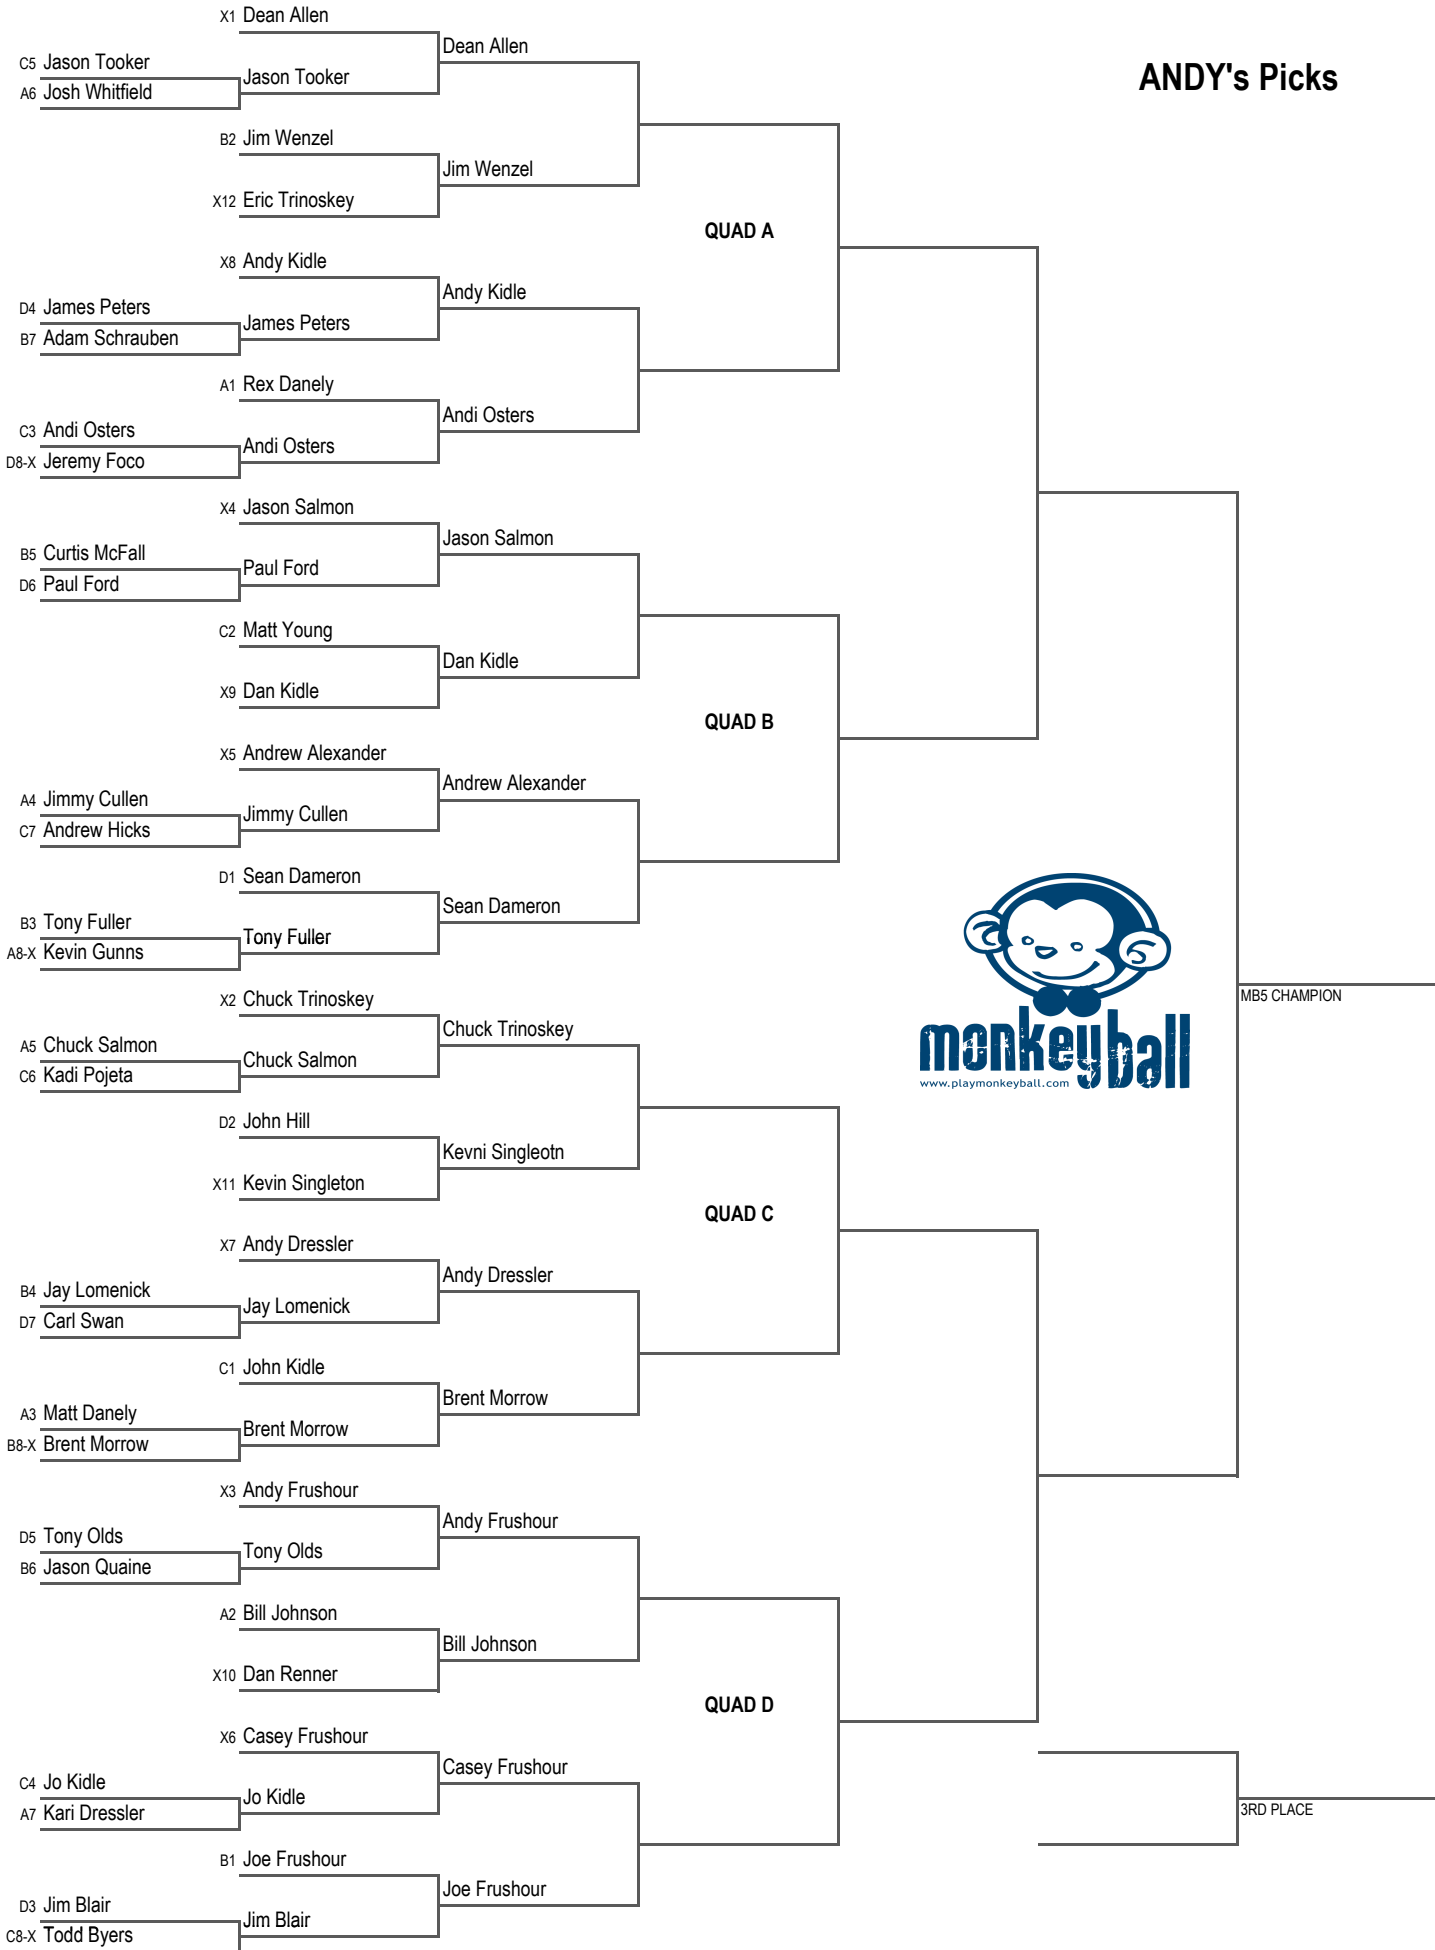 X1 Dean Allen
Dean Allen
ANDY's Picks
C5 Jason Tooker
Jason Tooker
A6 Josh Whitfield
B2 Jim Wenzel
Jim Wenzel
X12 Eric Trinoskey
QUAD A
X8 Andy Kidle
Andy Kidle
D4 James Peters
James Peters
B7 Adam Schrauben
A1 Rex Danely
Andi Osters
C3 Andi Osters
Andi Osters
D8-X Jeremy Foco
X4 Jason Salmon
Jason Salmon
B5 Curtis McFall
Paul Ford
D6 Paul Ford
C2 Matt Young
Dan Kidle
X9 Dan Kidle
QUAD B
X5 Andrew Alexander
Andrew Alexander
A4 Jimmy Cullen
Jimmy Cullen
C7 Andrew Hicks
D1 Sean Dameron
Sean Dameron
B3 Tony Fuller
Tony Fuller
A8-X Kevin Gunns
X2 Chuck Trinoskey
MB5 CHAMPION
Chuck Trinoskey
monkeyball
www.playmonkeyball.com
A5 Chuck Salmon
Chuck Salmon
C6 Kadi Pojeta
D2 John Hill
Kevni Singleotn
X11 Kevin Singleton
QUAD C
X7 Andy Dressler
Andy Dressler
B4 Jay Lomenick
Jay Lomenick
D7 Carl Swan
C1 John Kidle
Brent Morrow
A3 Matt Danely
Brent Morrow
B8-X Brent Morrow
X3 Andy Frushour
Andy Frushour
D5 Tony Olds
Tony Olds
B6 Jason Quaine
A2 Bill Johnson
Bill Johnson
X10 Dan Renner
QUAD D
X6 Casey Frushour
Casey Frushour
C4 Jo Kidle
Jo Kidle
A7 Kari Dressler
3RD PLACE
B1 Joe Frushour
Joe Frushour
D3 Jim Blair
Jim Blair
C8-X Todd Byers